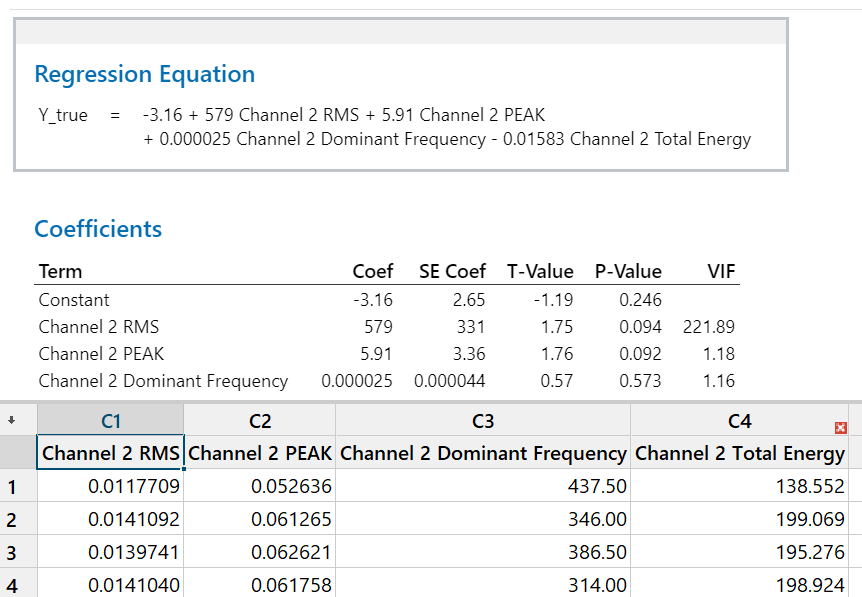 Regression Equation
Y_true = -3.16 + 579 Channel 2 RMS + 5.91 Channel 2 PEAK
+ 0.000025 Channel 2 Dominant Frequency - 0.01583 Channel 2 Total Energy
Coefficients
Term Coef SE Coef T-Value P-Value VIF
Constant -3.16 2.65 -1.19 0.246
Channel 2 RMS 579 331 1.75 0.094 221.89
Channel 2 PEAK 5.91 3.36 1.76 0.092 1.18
Channel 2 Dominant Frequency 0.000025 0.000044 0.57 0.573 1.16
C1 C2 C3 C4
Channel 2 RMS Channel 2 PEAK Channel 2 Dominant Frequency Channel 2 Total Energy
1 0.0117709 0.052636 437.50 138.552
2 0.0141092 0.061265 346.00 199.069
3 0.0139741 0.062621 386.50 195.276
4 0.0141040 0.061758 314.00 198.924